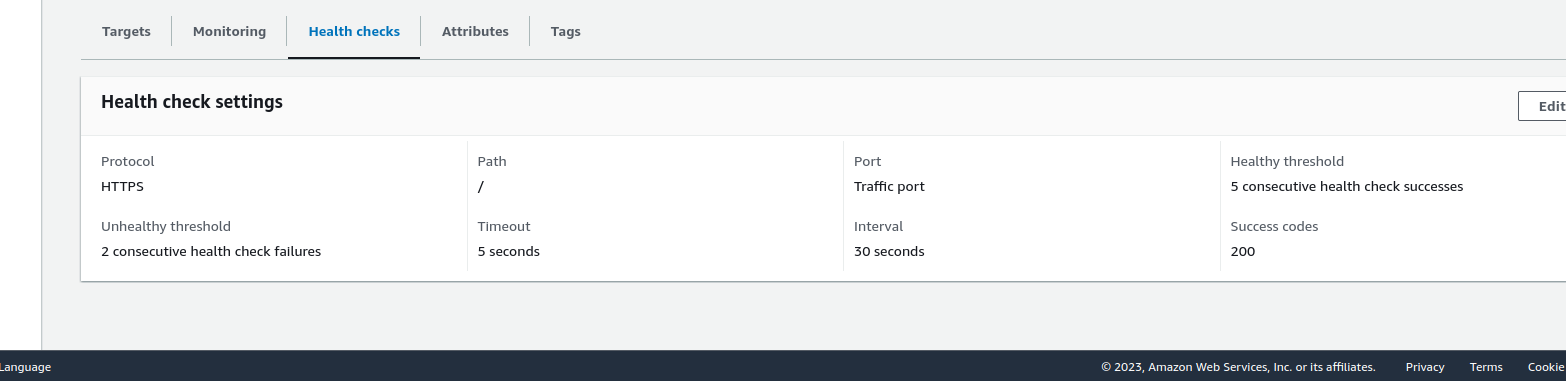 Targets Monitoring Health checks Attributes Tags
Health check settings
Edit
Protocol Path Port Healthy threshold
HTTPS / Traffic port 5 consecutive health check successes
Unhealthy threshold Timeout Interval Success codes
2 consecutive health check failures 5 seconds 30 seconds 200
Language © 2023, Amazon Web Services, Inc. or its affiliates. Privacy Terms Cookie